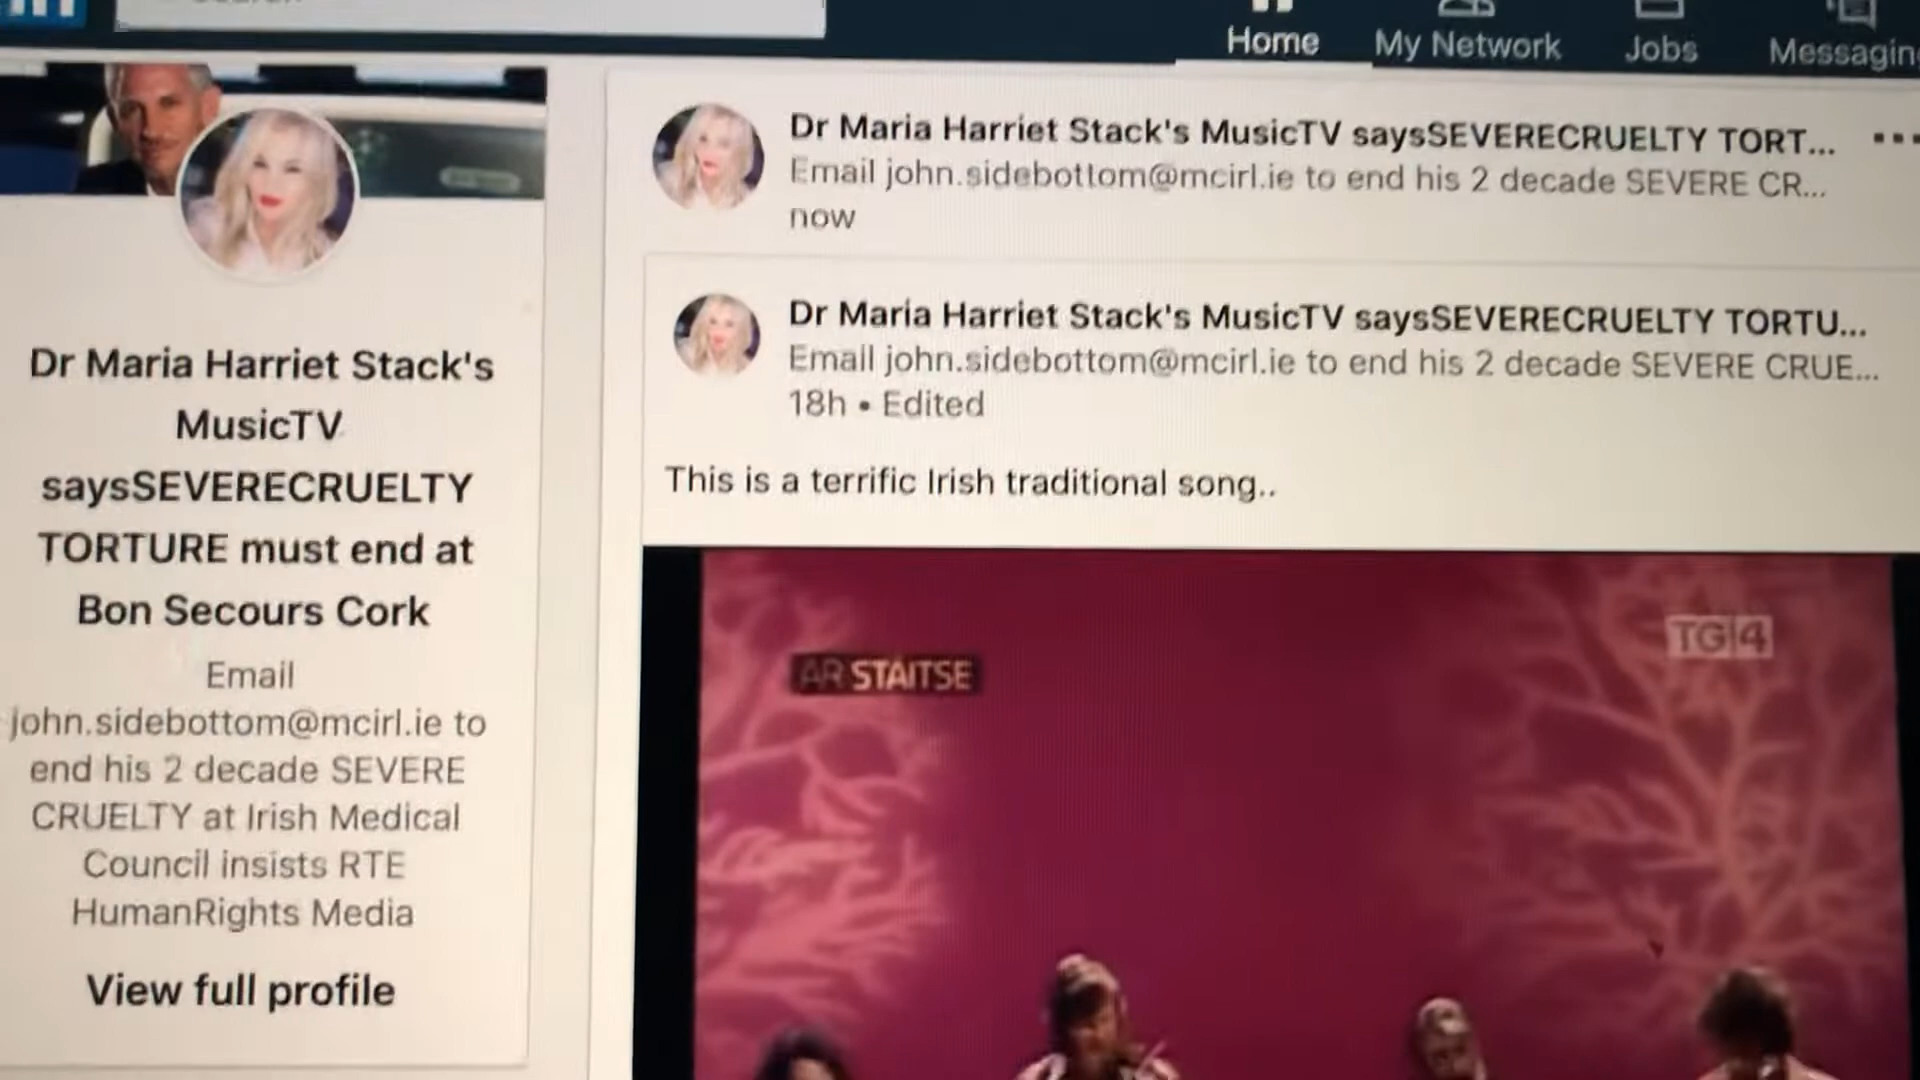 Home
My Network
Jobs
Messaging
Dr Maria Harriet Stack's
MusicTV
saysSEVERECRUELTY
TORTURE must end at
Bon Secours Cork
Email
john.sidebottom@mcirl.ie to
end his 2 decade SEVERE
CRUELTY at Irish Medical
Council insists RTE
HumanRights Media
View full profile
Dr Maria Harriet Stack's MusicTV saysSEVERECRUELTY TORT...
Email john.sidebottom@mcirl.ie to end his 2 decade SEVERE CR...
now
Dr Maria Harriet Stack's MusicTV saysSEVERECRUELTY TORTU...
Email john.sidebottom@mcirl.ie to end his 2 decade SEVERE CRUE...
18h • Edited
This is a terrific Irish traditional song..
AR STÁITSE
TG4